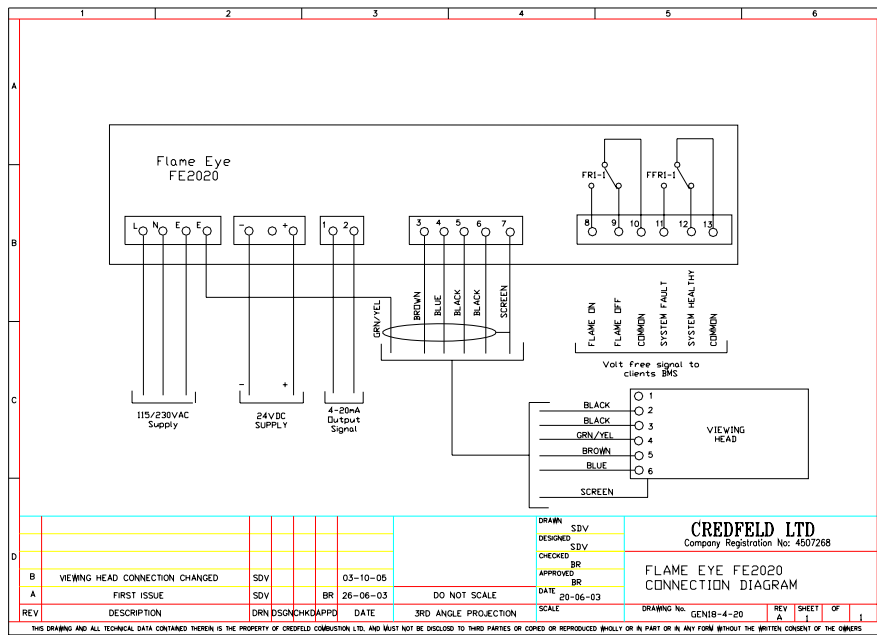 1 2 3 4 5 6
A
B
C
D
Flame Eye
FE2020
FR1-1
FFR1-1
L N E E
- +
1 2
3 4 5 6 7
8 9 10 11 12 13
GRN/YEL
BROWN
BLUE
BLACK
BLACK
SCREEN
FLAME ON
FLAME OFF
COMMON
SYSTEM FAULT
SYSTEM HEALTHY
COMMON
Volt free signal to
clients BMS
- +
115/230VAC
Supply
24VDC
SUPPLY
4-20mA
Output
Signal
BLACK
BLACK
GRN/YEL
BROWN
BLUE
SCREEN
1
2
3
4
5
6
VIEWING
HEAD
DRAWN
SDV
DESIGNED
SDV
CHECKED
BR
APPROVED
BR
DATE
20-06-03
SCALE
CREDFELD LTD
Company Registration No: 4507268
FLAME EYE FE2020
CONNECTION DIAGRAM
DRAWING No. GEN18-4-20
REV A
SHEET 1
OF 1
B VIEWING HEAD CONNECTION CHANGED SDV 03-10-05
A FIRST ISSUE SDV BR 26-06-03 DO NOT SCALE
REV DESCRIPTION DRN DSGN CHKD APPD DATE 3RD ANGLE PROJECTION
THIS DRAWING AND ALL TECHNICAL DATA CONTAINED THEREIN IS THE PROPERTY OF CREDFELD COMBUSTION LTD, AND MUST NOT BE DISCLOSD TO THIRD PARTIES OR COPIED OR REPRODUCED WHOLLY OR IN PART OR IN ANY FORM WITHOUT THE WRITTEN CONSENT OF THE OWNERS